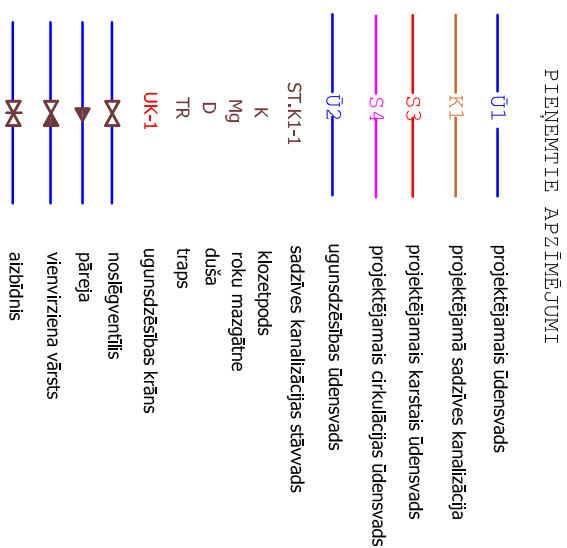 PIEŅEMTIE APZĪMĒJUMI
Ū1 projektējamais ūdensvads
K1 projektējamā sadzīves kanalizācija
S3 projektējamais karstais ūdensvads
S4 projektējamais cirkulācijas ūdensvads
Ū2 ugunsdzēsības ūdensvads
ST.K1-1 sadzīves kanalizācijas stāvvads
K klozetpods
Mg roku mazgātne
D duša
TR traps
UK-1 ugunsdzēsības krāns
noslēgventīlis
pāreja
vienvirziena vārsts
aizbīdnis